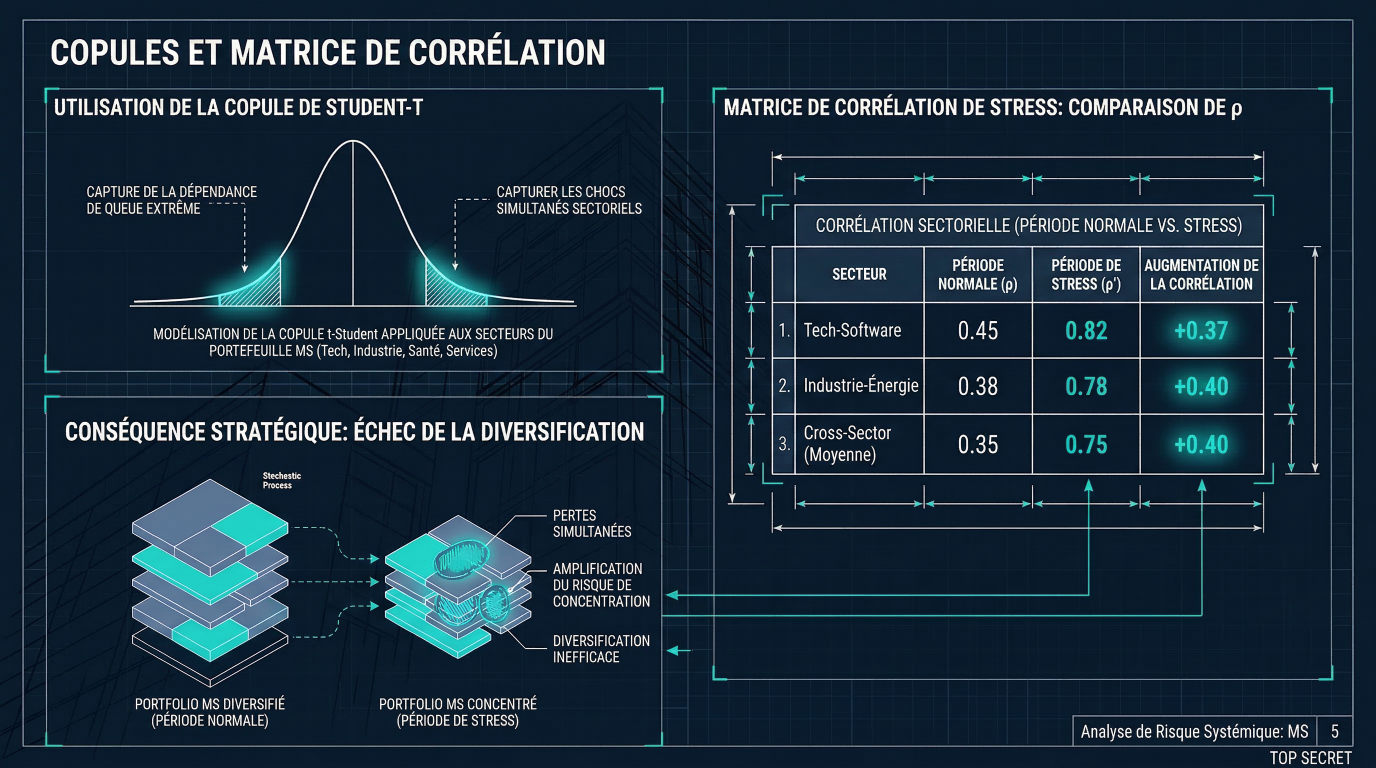 COPULES ET MATRICE DE CORRÉLATION
UTILISATION DE LA COPULE DE STUDENT-T
CAPTURE DE LA DÉPENDANCE
DE QUEUE EXTRÊME
CAPTURER LES CHOCS
SIMULTANÉS SECTORIELS
MODÉLISATION DE LA COPULE t-Student APPLIQUÉE AUX SECTEURS DU
PORTEFEUILLE MS (Tech, Industrie, Santé, Services)
CONSÉQUENCE STRATÉGIQUE: ÉCHEC DE LA DIVERSIFICATION
Stechestic
Process
PERTES
SIMULTANÉES
AMPLIFICATION
DU RISQUE DE
CONCENTRATION
DIVERSIFICATION
INEFFICACE
PORTFOLIO MS DIVERSIFIÉ
(PÉRIODE NORMALE)
PORTFOLIO MS CONCENTRÉ
(PÉRIODE DE STRESS)
MATRICE DE CORRÉLATION DE STRESS: COMPARAISON DE ρ
CORRÉLATION SECTORIELLE (PÉRIODE NORMALE VS. STRESS)
SECTEUR
PÉRIODE
NORMALE (ρ)
PÉRIODE DE
STRESS (ρ')
AUGMENTATION DE
LA CORRÉLATION
1. Tech-Software 0.45 0.82 +0.37
2. Industrie-Énergie 0.38 0.78 +0.40
3. Cross-Sector
(Moyenne) 0.35 0.75 +0.40
Analyse de Risque Systémique: MS 5
TOP SECRET